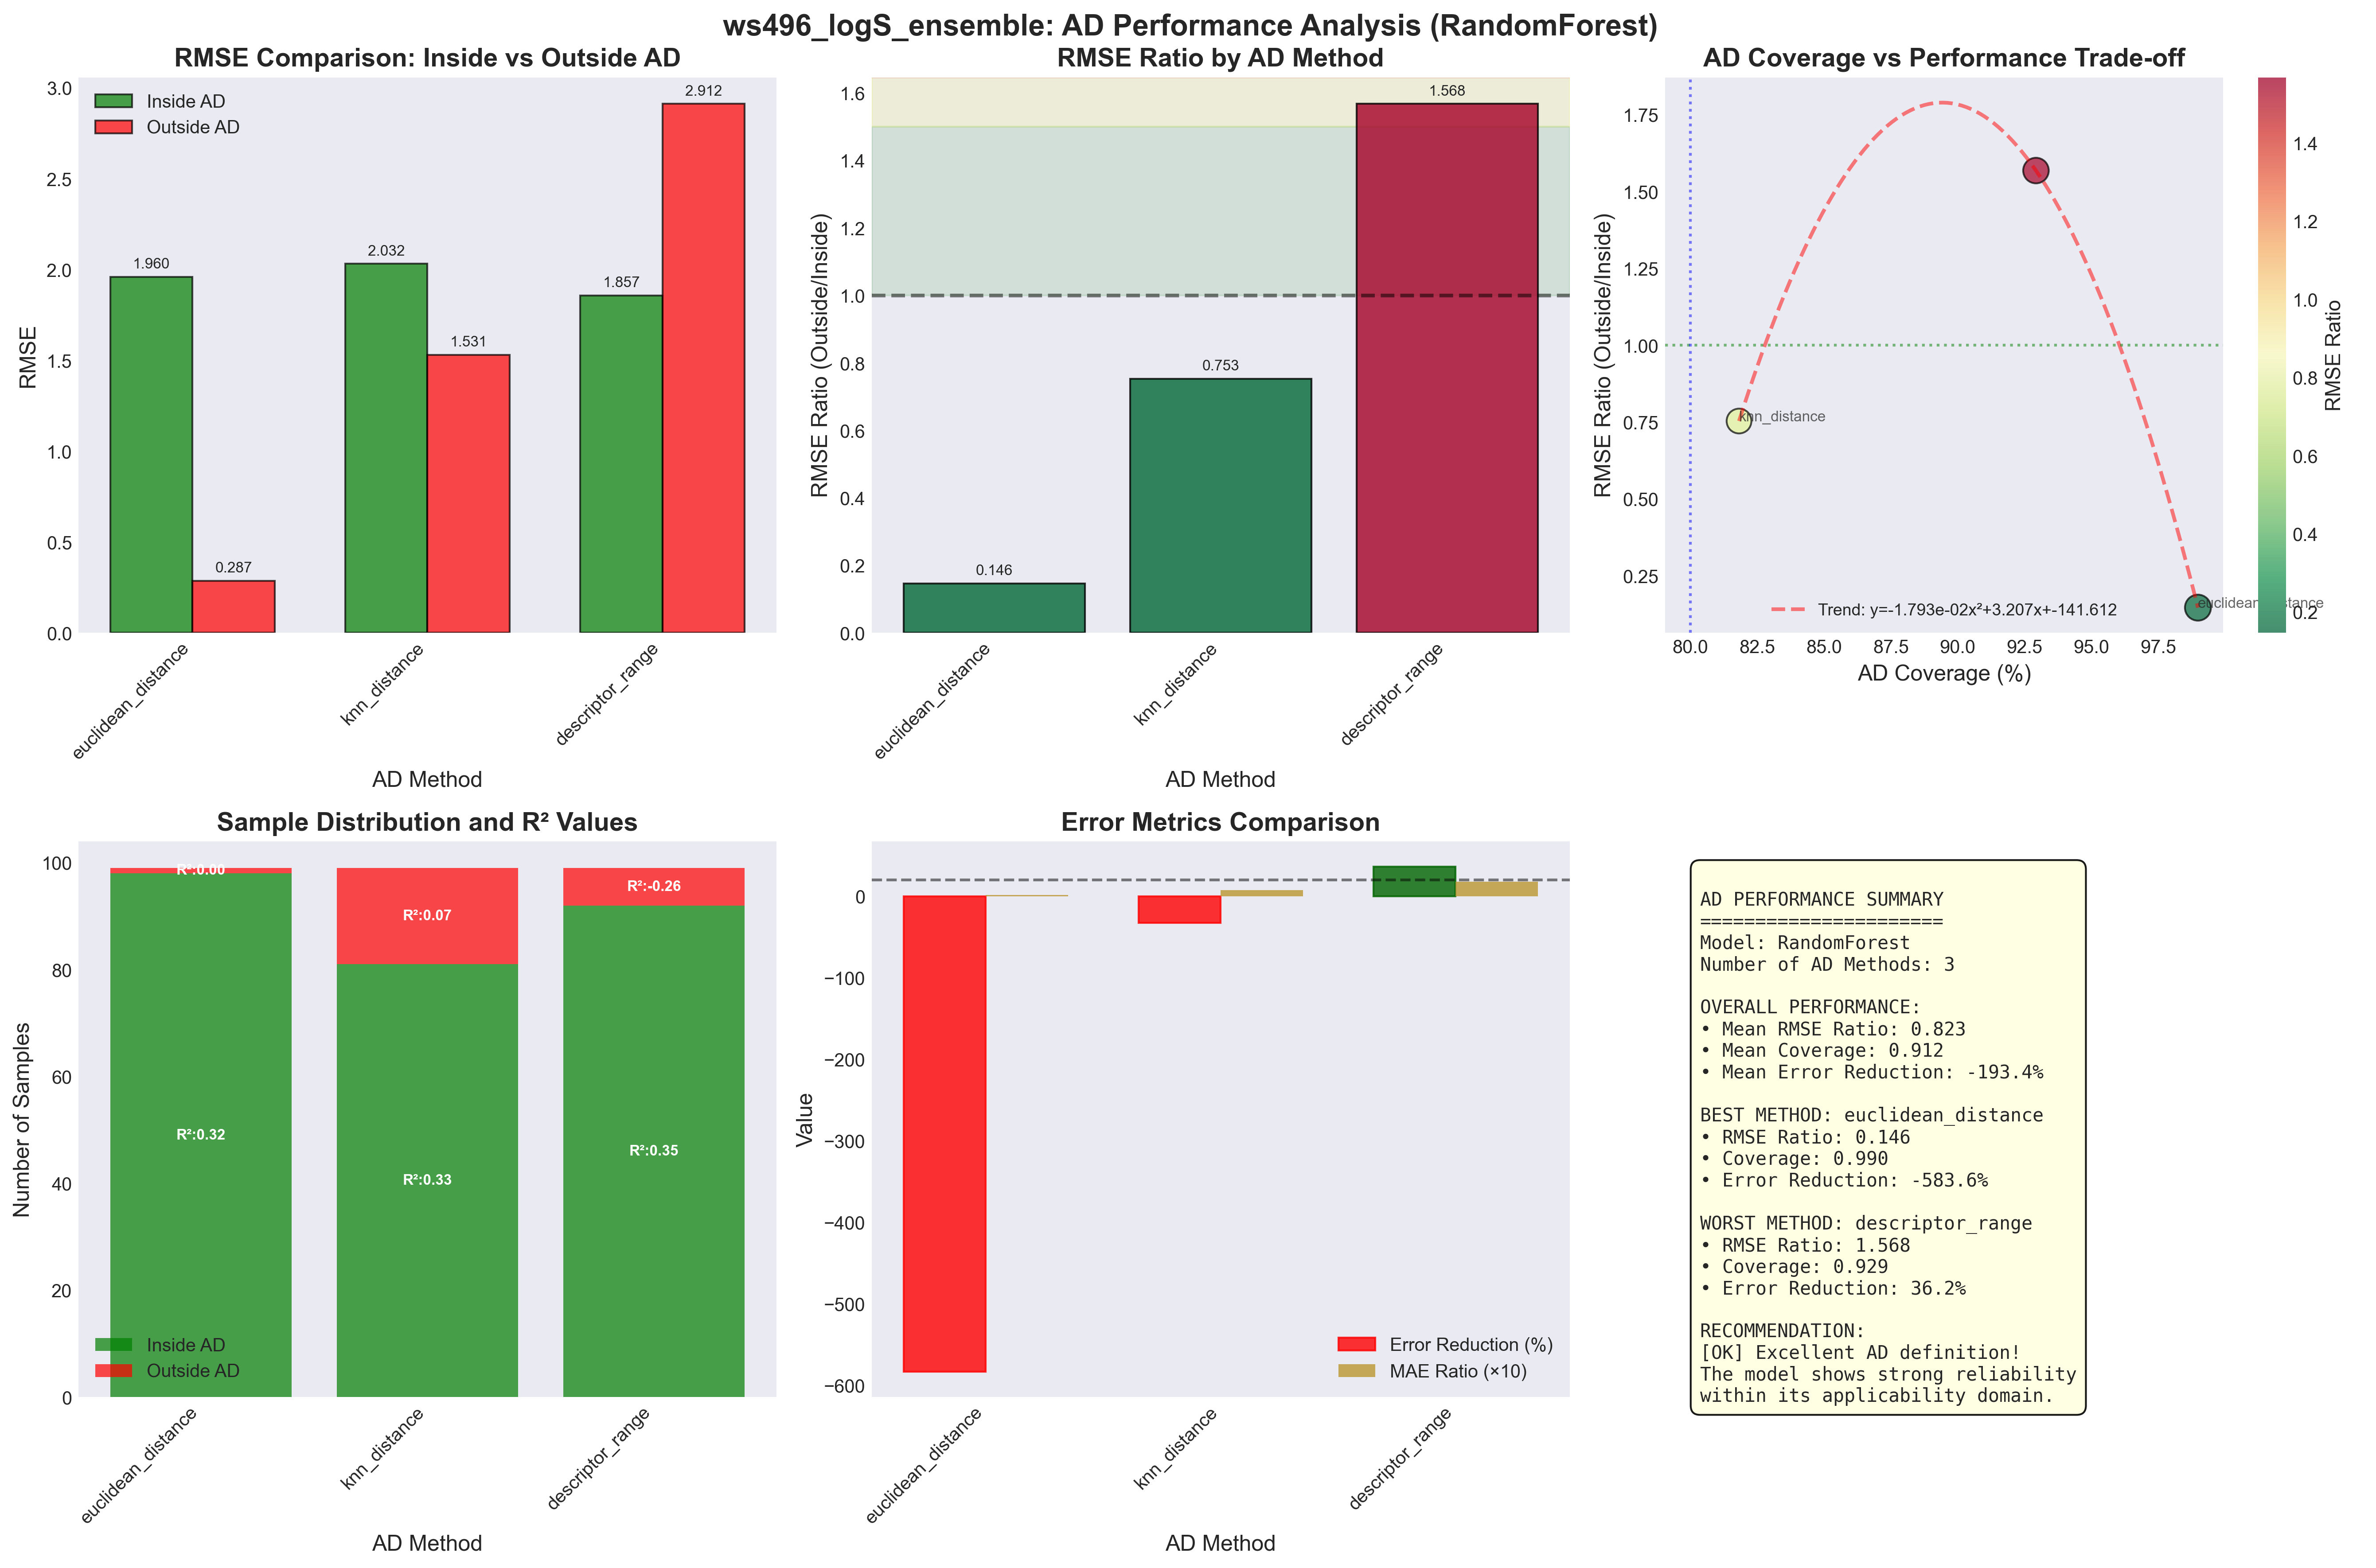 ws496_logS_ensemble: AD Performance Analysis (RandomForest)
RMSE Comparison: Inside vs Outside AD
RMSE
3.0
2.5
2.0
1.5
1.0
0.5
0.0
Inside AD
Outside AD
1.960
0.287
2.032
1.531
1.857
2.912
euclidean_distance
knn_distance
descriptor_range
AD Method
RMSE Ratio by AD Method
RMSE Ratio (Outside/Inside)
1.6
1.4
1.2
1.0
0.8
0.6
0.4
0.2
0.0
0.146
0.753
1.568
euclidean_distance
knn_distance
descriptor_range
AD Method
AD Coverage vs Performance Trade-off
RMSE Ratio (Outside/Inside)
1.75
1.50
1.25
1.00
0.75
0.50
0.25
knn_distance
euclidean_distance
Trend: y=-1.793e-02x²+3.207x+-141.612
80.0
82.5
85.0
87.5
90.0
92.5
95.0
97.5
AD Coverage (%)
1.4
1.2
1.0
0.8
0.6
0.4
0.2
RMSE Ratio
Sample Distribution and R² Values
Number of Samples
100
80
60
40
20
0
R²:0.00
R²:0.32
R²:0.07
R²:0.33
R²:-0.26
R²:0.35
Inside AD
Outside AD
euclidean_distance
knn_distance
descriptor_range
AD Method
Error Metrics Comparison
Value
0
−100
−200
−300
−400
−500
−600
Error Reduction (%)
MAE Ratio (×10)
euclidean_distance
knn_distance
descriptor_range
AD Method
AD PERFORMANCE SUMMARY
======================
Model: RandomForest
Number of AD Methods: 3
OVERALL PERFORMANCE:
• Mean RMSE Ratio: 0.823
• Mean Coverage: 0.912
• Mean Error Reduction: -193.4%
BEST METHOD: euclidean_distance
• RMSE Ratio: 0.146
• Coverage: 0.990
• Error Reduction: -583.6%
WORST METHOD: descriptor_range
• RMSE Ratio: 1.568
• Coverage: 0.929
• Error Reduction: 36.2%
RECOMMENDATION:
[OK] Excellent AD definition!
The model shows strong reliability
within its applicability domain.